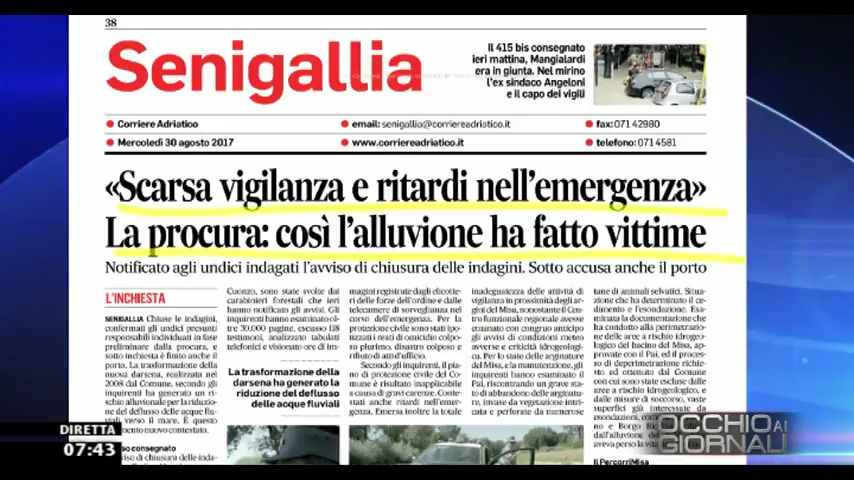 38
Senigallia
Il 415 bis consegnato
ieri mattina, Mangialardi
era in giunta. Nel mirino
l'ex sindaco Angeloni
e il capo dei vigili
Corriere Adriatico
email: senigallia@corriereadriatico.it
fax: 071 42980
Mercoledì 30 agosto 2017
www.corriereadriatico.it
telefono: 071 4581
«Scarsa vigilanza e ritardi nell'emergenza»
La procura: così l'alluvione ha fatto vittime
Notificato agli undici indagati l'avviso di chiusura delle indagini. Sotto accusa anche il porto
L'INCHIESTA
SENIGALLIA Chiuse le indagini,
confermati gli undici presunti
responsabili individuati in fase
preliminare dalla procura, e
sotto inchiesta è finito anche il
porto. La trasformazione della
nuova darsena, realizzata nel
2008 dal Comune, secondo gli
inquirenti ha generato un ri-
schio alluvionale per la riduzio-
ne del deflusso delle acque flu-
viali verso il mare. È questo
nuovo contestato.
so consegnato
viso di chiusura delle inda-
Cuonzo, sono state svolte dai
carabinieri forestali che ieri
hanno notificato gli avvisi. Gli
inquirenti hanno esaminato ol-
tre 30.000 pagine, escusso 118
testimoni, analizzato tabulati
telefonici e visionato ore di im-
La trasformazione della
darsena ha generato la
riduzione del deflusso
delle acque fluviali
magini registrate dagli elicotte-
ri delle forze dell'ordine e dalle
telecamere di sorveglianza nel
corso dell'emergenza. Per la
protezione civile sono stati ipo-
tizzati i reati di omicidio colpo-
so plurimo, disastro colposo e
rifiuto di atti d'ufficio.
Secondo gli inquirenti, il pia-
no di protezione civile del Co-
mune è risultato inapplicabile
a causa di gravi carenze. Conte-
stati anche ritardi nell'emer-
genza. Emersa inoltre la totale
inadeguatezza delle attività di
vigilanza in prossimità degli ar-
gini del Misa, nonostante il Cen-
tro funzionale regionale avesse
emanato con congruo anticipo
gli avvisi di condizioni meteo
avverse e criticità idrogeologi-
ca. Per lo stato delle arginature
del Misa, e la manutenzione, gli
inquirenti hanno esaminato il
Pai, riscontrando un grave sta-
to di abbandono delle arginatu-
re, invase da vegetazione intri-
cata e perforate da numerose
tane di animali selvatici. Situa-
zione che ha determinato il ce-
dimento e l'esondazione. Esa-
minata la documentazione che
ha condotto alla perimetrazio-
ne delle aree a rischio idrogeo-
logico del bacino del Misa, ap-
provate con il Pai, ed il proces-
so di deperimetrazione richie-
sto ed ottenuto dal Comune
con cui sono state escluse dalle
aree a rischio idrogeologico, e
dalle misure di soccorso, vaste
superfici già interessate da
esondazioni, come
no e Borgo
dall'alluvione
aveva perso la
Il PercorriMisa
DIRETTA
07:43
OCCHIO AI
GIORNALI